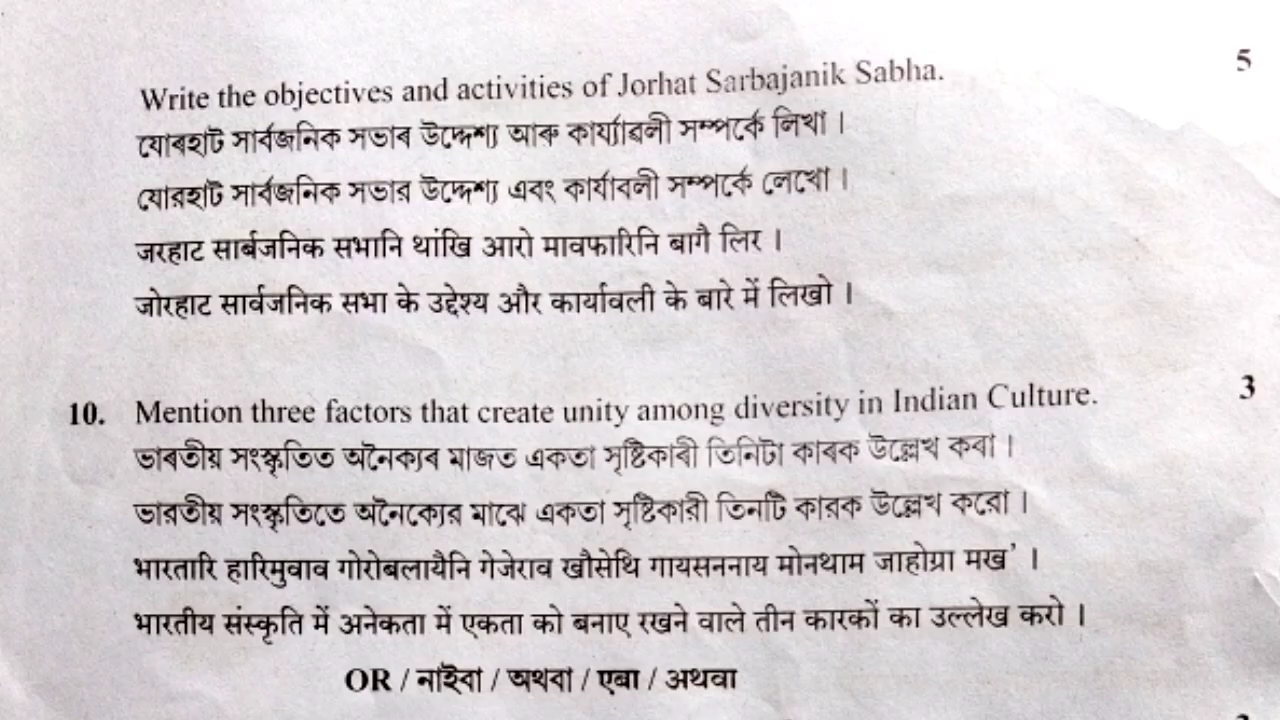 5
Write the objectives and activities of Jorhat Sarbajanik Sabha.
যোৰহাট সাৰ্বজনিক সভাৰ উদ্দেশ্য আৰু কাৰ্য্যাৱলী সম্পৰ্কে লিখা ।
যোরহাট সার্বজনিক সভার উদ্দেশ্য এবং কার্যাবলী সম্পর্কে লেখো ।
जरहाट सार्बजनिक सभानि थांखि आरो मावफारिनि बागै लिर ।
जोरहाट सार्वजनिक सभा के उद्देश्य और कार्यावली के बारे में लिखो ।
10. Mention three factors that create unity among diversity in Indian Culture. 3
ভাৰতীয় সংস্কৃতিত অনৈক্যৰ মাজত একতা সৃষ্টিকাৰী তিনিটা কাৰক উল্লেখ কৰা ।
ভারতীয় সংস্কৃতিতে অনৈক্যের মাঝে একতা সৃষ্টিকারী তিনটি কারক উল্লেখ করো ।
भारतारि हारिमुवाव गोरोबलायैनि गेजेराव खौसेथि गायसननाय मोनथाम जाहोग्रा मख’ ।
भारतीय संस्कृति में अनेकता में एकता को बनाए रखने वाले तीन कारकों का उल्लेख करो ।
OR / নাইবা / অথবা / एबा / अथवा